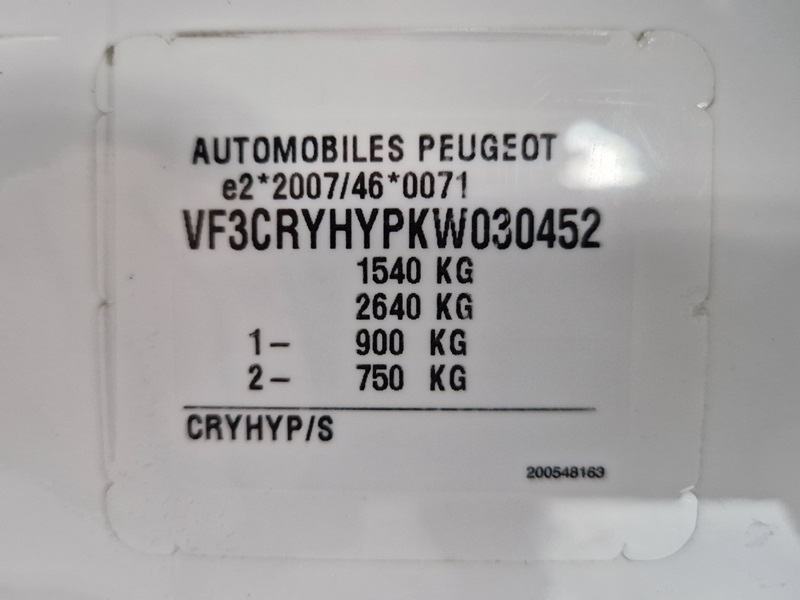 AUTOMOBILES PEUGEOT
e2*2007/46*0071
VF3CRYHYPKW030452
1540 KG
2640 KG
1- 900 KG
2- 750 KG
CRYHYP/S
200548163